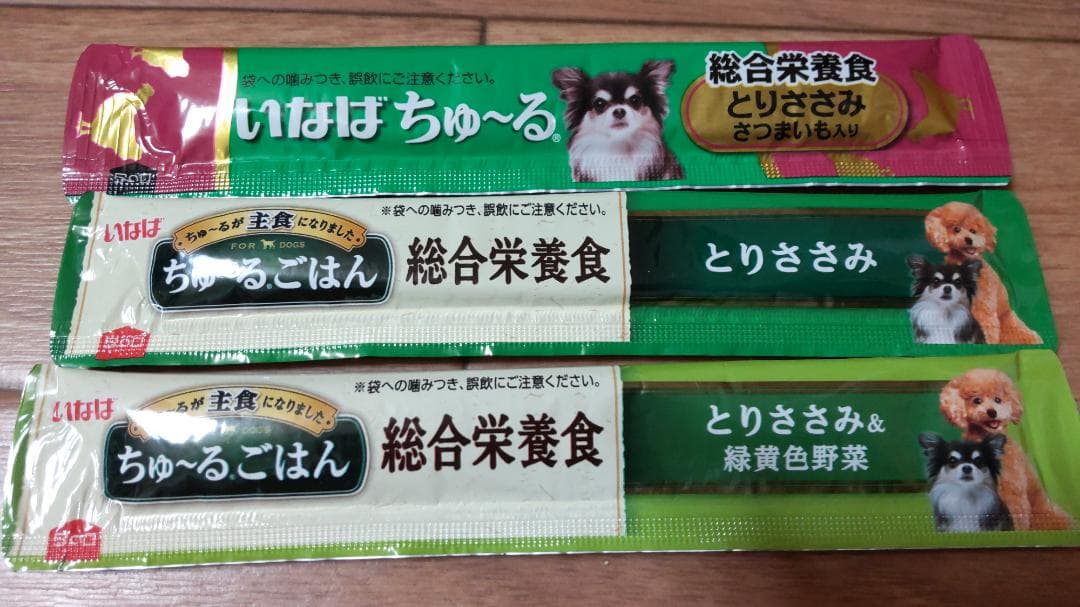 袋への噛みつき、誤飲にご注意ください。
いなば ちゅ〜る®
総合栄養食
とりささみ
さつまいも入り
いなば
ちゅ〜るが主食になりました
FOR DOGS
ちゅ〜る®ごはん
※袋への噛みつき、誤飲にご注意ください。
総合栄養食
とりささみ
いなば
るが主食になりました
ちゅ〜る®ごはん
※袋への噛みつき、誤飲にご注意ください。
総合栄養食
とりささみ&
緑黄色野菜